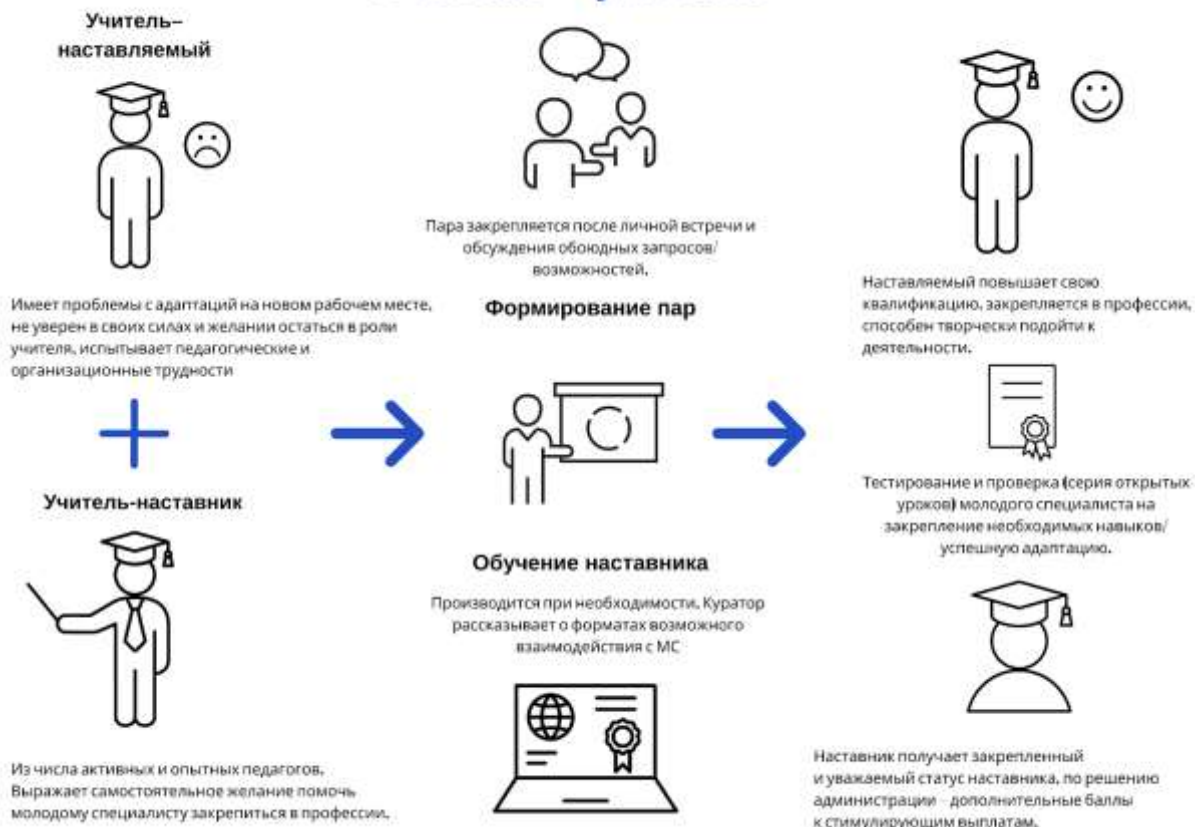 Учитель–
наставляемый
Имеет проблемы с адаптаций на новом рабочем месте,
не уверен в своих силах и желании остаться в роли
учителя, испытывает педагогические и
организационные трудности
Учитель-наставник
Из числа активных и опытных педагогов.
Выражает самостоятельное желание помочь
молодому специалисту закрепиться в профессии.
Пара закрепляется после личной встречи и
обсуждения обоюдных запросов/
возможностей.
Формирование пар
Обучение наставника
Производится при необходимости. Куратор
рассказывает о форматах возможного
взаимодействия с МС
Наставляемый повышает свою
квалификацию, закрепляется в профессии,
способен творчески подойти к
деятельности.
Тестирование и проверка (серия открытых
уроков) молодого специалиста на
закрепление необходимых навыков/
успешную адаптацию.
Наставник получает закрепленный
и уважаемый статус наставника, по решению
администрации – дополнительные баллы
к стимулирующим выплатам.